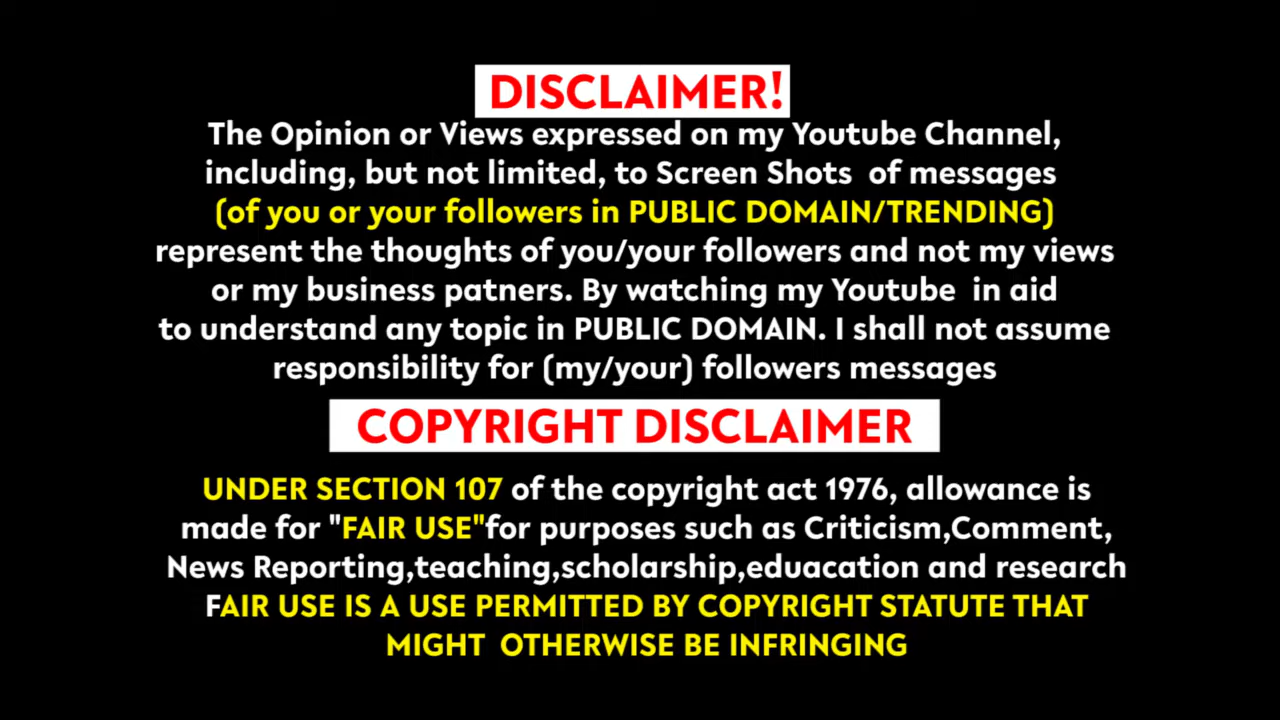 DISCLAIMER!
The Opinion or Views expressed on my Youtube Channel,
including, but not limited, to Screen Shots of messages
(of you or your followers in PUBLIC DOMAIN/TRENDING)
represent the thoughts of you/your followers and not my views
or my business patners. By watching my Youtube in aid
to understand any topic in PUBLIC DOMAIN. I shall not assume
responsibility for (my/your) followers messages
COPYRIGHT DISCLAIMER
UNDER SECTION 107 of the copyright act 1976, allowance is
made for "FAIR USE"for purposes such as Criticism,Comment,
News Reporting,teaching,scholarship,eduacation and research
FAIR USE IS A USE PERMITTED BY COPYRIGHT STATUTE THAT
MIGHT OTHERWISE BE INFRINGING